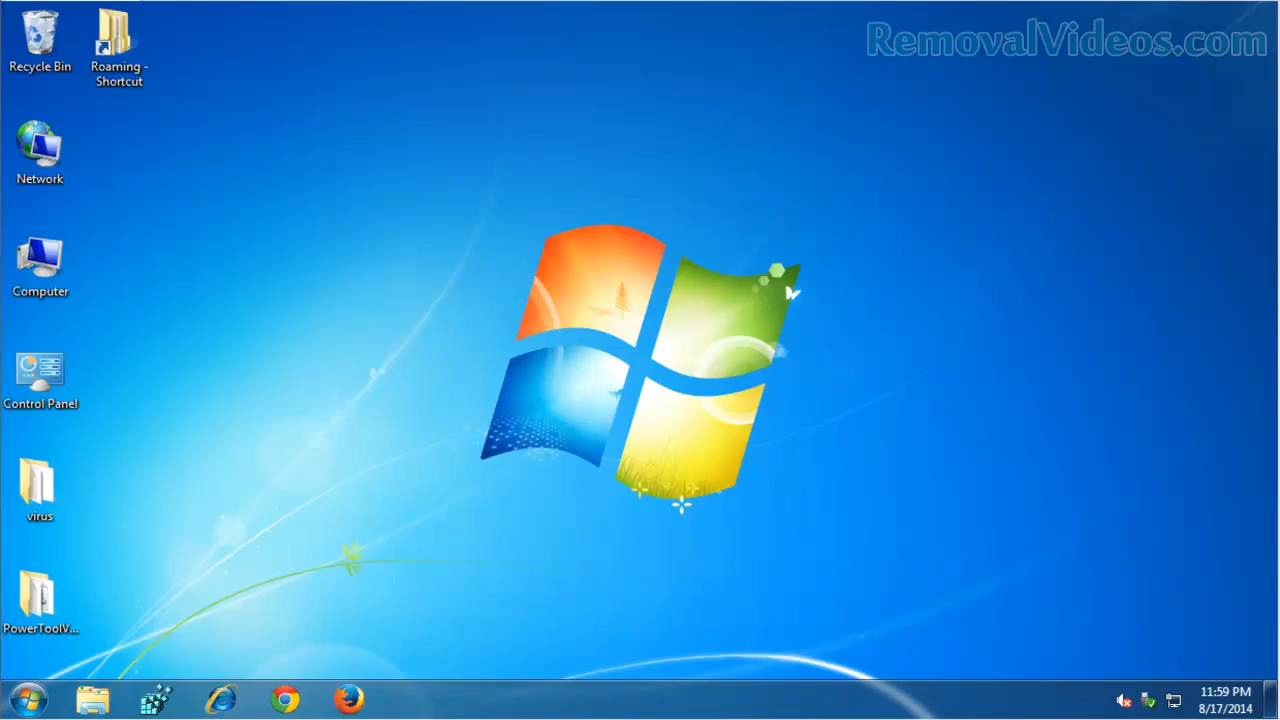 RemovalVideos.com
Recycle Bin
Roaming -
Shortcut
Network
Computer
Control Panel
virus
PowerToolV...
11:59 PM
8/17/2014